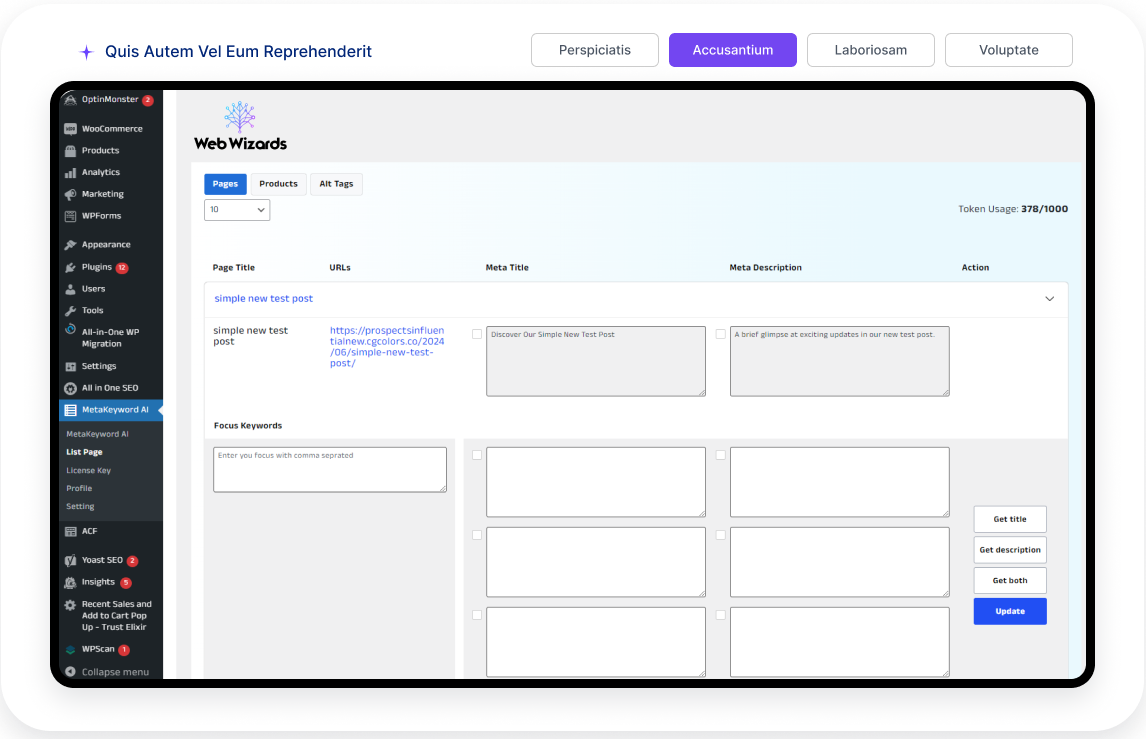 Quis Autem Vel Eum Reprehenderit
Perspiciatis
Accusantium
Laboriosam
Voluptate
OptinMonster 2
WooCommerce
Products
Analytics
Marketing
WPForms
Appearance
Plugins 12
Users
Tools
All-in-One WP
Migration
Settings
All in One SEO
MetaKeyword AI
MetaKeyword AI
List Page
License Key
Profile
Setting
ACF
Yoast SEO 2
Insights 5
Recent Sales and
Add to Cart Pop
Up - Trust Elixir
WPScan 1
Collapse menu
Web Wizards
Pages
Products
Alt Tags
10
Token Usage: 378/1000
Page Title
URLs
Meta Title
Meta Description
Action
simple new test post
simple new test
post
https://prospectsinfluen
tialnew.cgcolors.co/2024
/06/simple-new-test-
post/
Discover Our Simple New Test Post
A brief glimpse at exciting updates in our new test post.
Focus Keywords
Enter you focus with comma seprated
Get title
Get description
Get both
Update